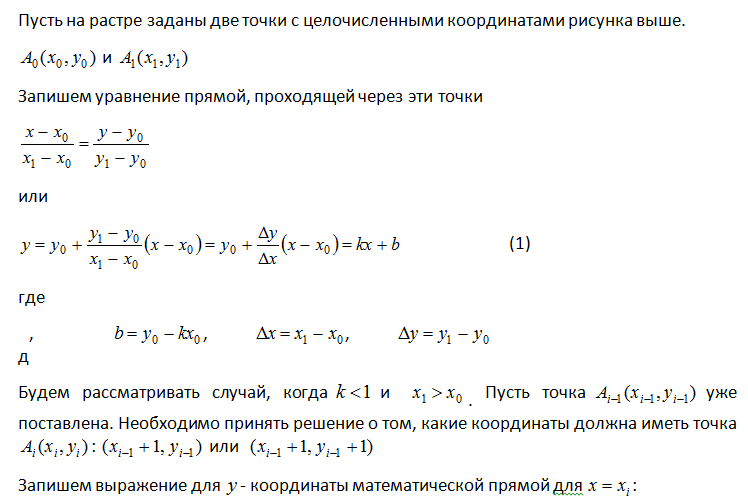 Пусть на растре заданы две точки с целочисленными координатами рисунка выше.
A₀(x₀, y₀) и A₁(x₁, y₁)
Запишем уравнение прямой, проходящей через эти точки
(x − x₀)/(x₁ − x₀) = (y − y₀)/(y₁ − y₀)
или
y = y₀ + (y₁ − y₀)/(x₁ − x₀) (x − x₀) = y₀ + Δy/Δx (x − x₀) = kx + b (1)
где
, b = y₀ − kx₀, Δx = x₁ − x₀, Δy = y₁ − y₀
д
Будем рассматривать случай, когда k < 1 и x₁ > x₀ . Пусть точка Aᵢ₋₁(xᵢ₋₁, yᵢ₋₁) уже
поставлена. Необходимо принять решение о том, какие координаты должна иметь точка
Aᵢ(xᵢ, yᵢ): (xᵢ₋₁ + 1, yᵢ₋₁) или (xᵢ₋₁ + 1, yᵢ₋₁ + 1)
Запишем выражение для y - координаты математической прямой для x = xᵢ :